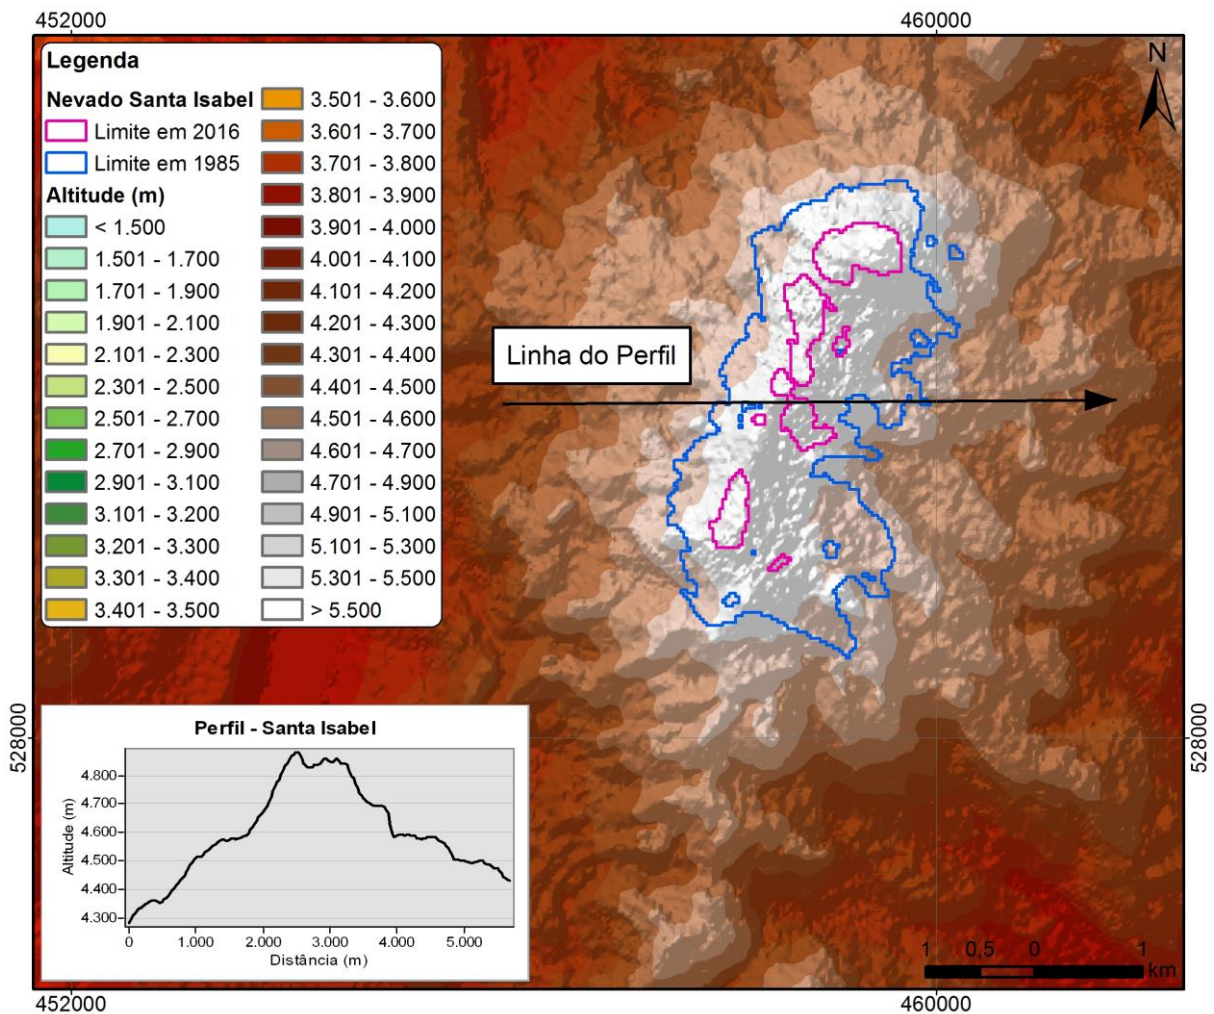 452000
460000
Legenda
Nevado Santa Isabel
Limite em 2016
Limite em 1985
Altitude (m)
< 1.500
1.501 - 1.700
1.701 - 1.900
1.901 - 2.100
2.101 - 2.300
2.301 - 2.500
2.501 - 2.700
2.701 - 2.900
2.901 - 3.100
3.101 - 3.200
3.201 - 3.300
3.301 - 3.400
3.401 - 3.500
3.501 - 3.600
3.601 - 3.700
3.701 - 3.800
3.801 - 3.900
3.901 - 4.000
4.001 - 4.100
4.101 - 4.200
4.201 - 4.300
4.301 - 4.400
4.401 - 4.500
4.501 - 4.600
4.601 - 4.700
4.701 - 4.900
4.901 - 5.100
5.101 - 5.300
5.301 - 5.500
> 5.500
N
Linha do Perfil
528000
528000
Perfil - Santa Isabel
Altitude (m)
4.800
4.700
4.600
4.500
4.400
4.300
0 1.000 2.000 3.000 4.000 5.000
Distância (m)
1 0,5 0 1
km
452000
460000